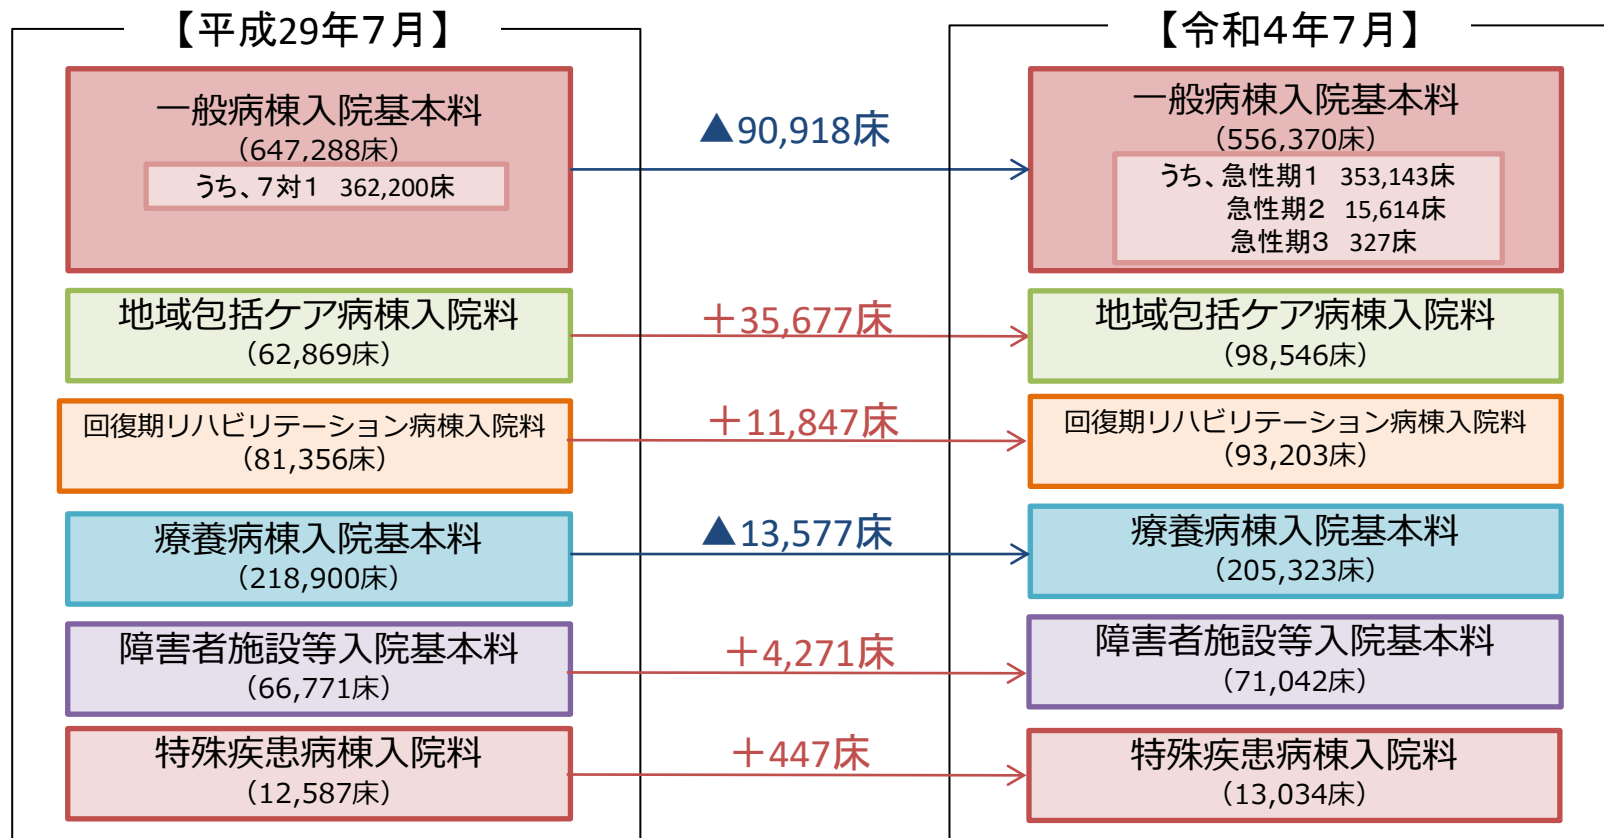 【平成29年７月】
一般病棟入院基本料
（647,288床）
うち、７対１ 362,200床
地域包括ケア病棟入院料
（62,869床）
回復期リハビリテーション病棟入院料
（81,356床）
療養病棟入院基本料
（218,900床）
障害者施設等入院基本料
（66,771床）
特殊疾患病棟入院料
（12,587床）
▲90,918床
＋35,677床
＋11,847床
▲13,577床
＋4,271床
＋447床
【令和４年７月】
一般病棟入院基本料
（556,370床）
うち、急性期１ 353,143床
急性期２ 15,614床
急性期３ 327床
地域包括ケア病棟入院料
（98,546床）
回復期リハビリテーション病棟入院料
（93,203床）
療養病棟入院基本料
（205,323床）
障害者施設等入院基本料
（71,042床）
特殊疾患病棟入院料
（13,034床）